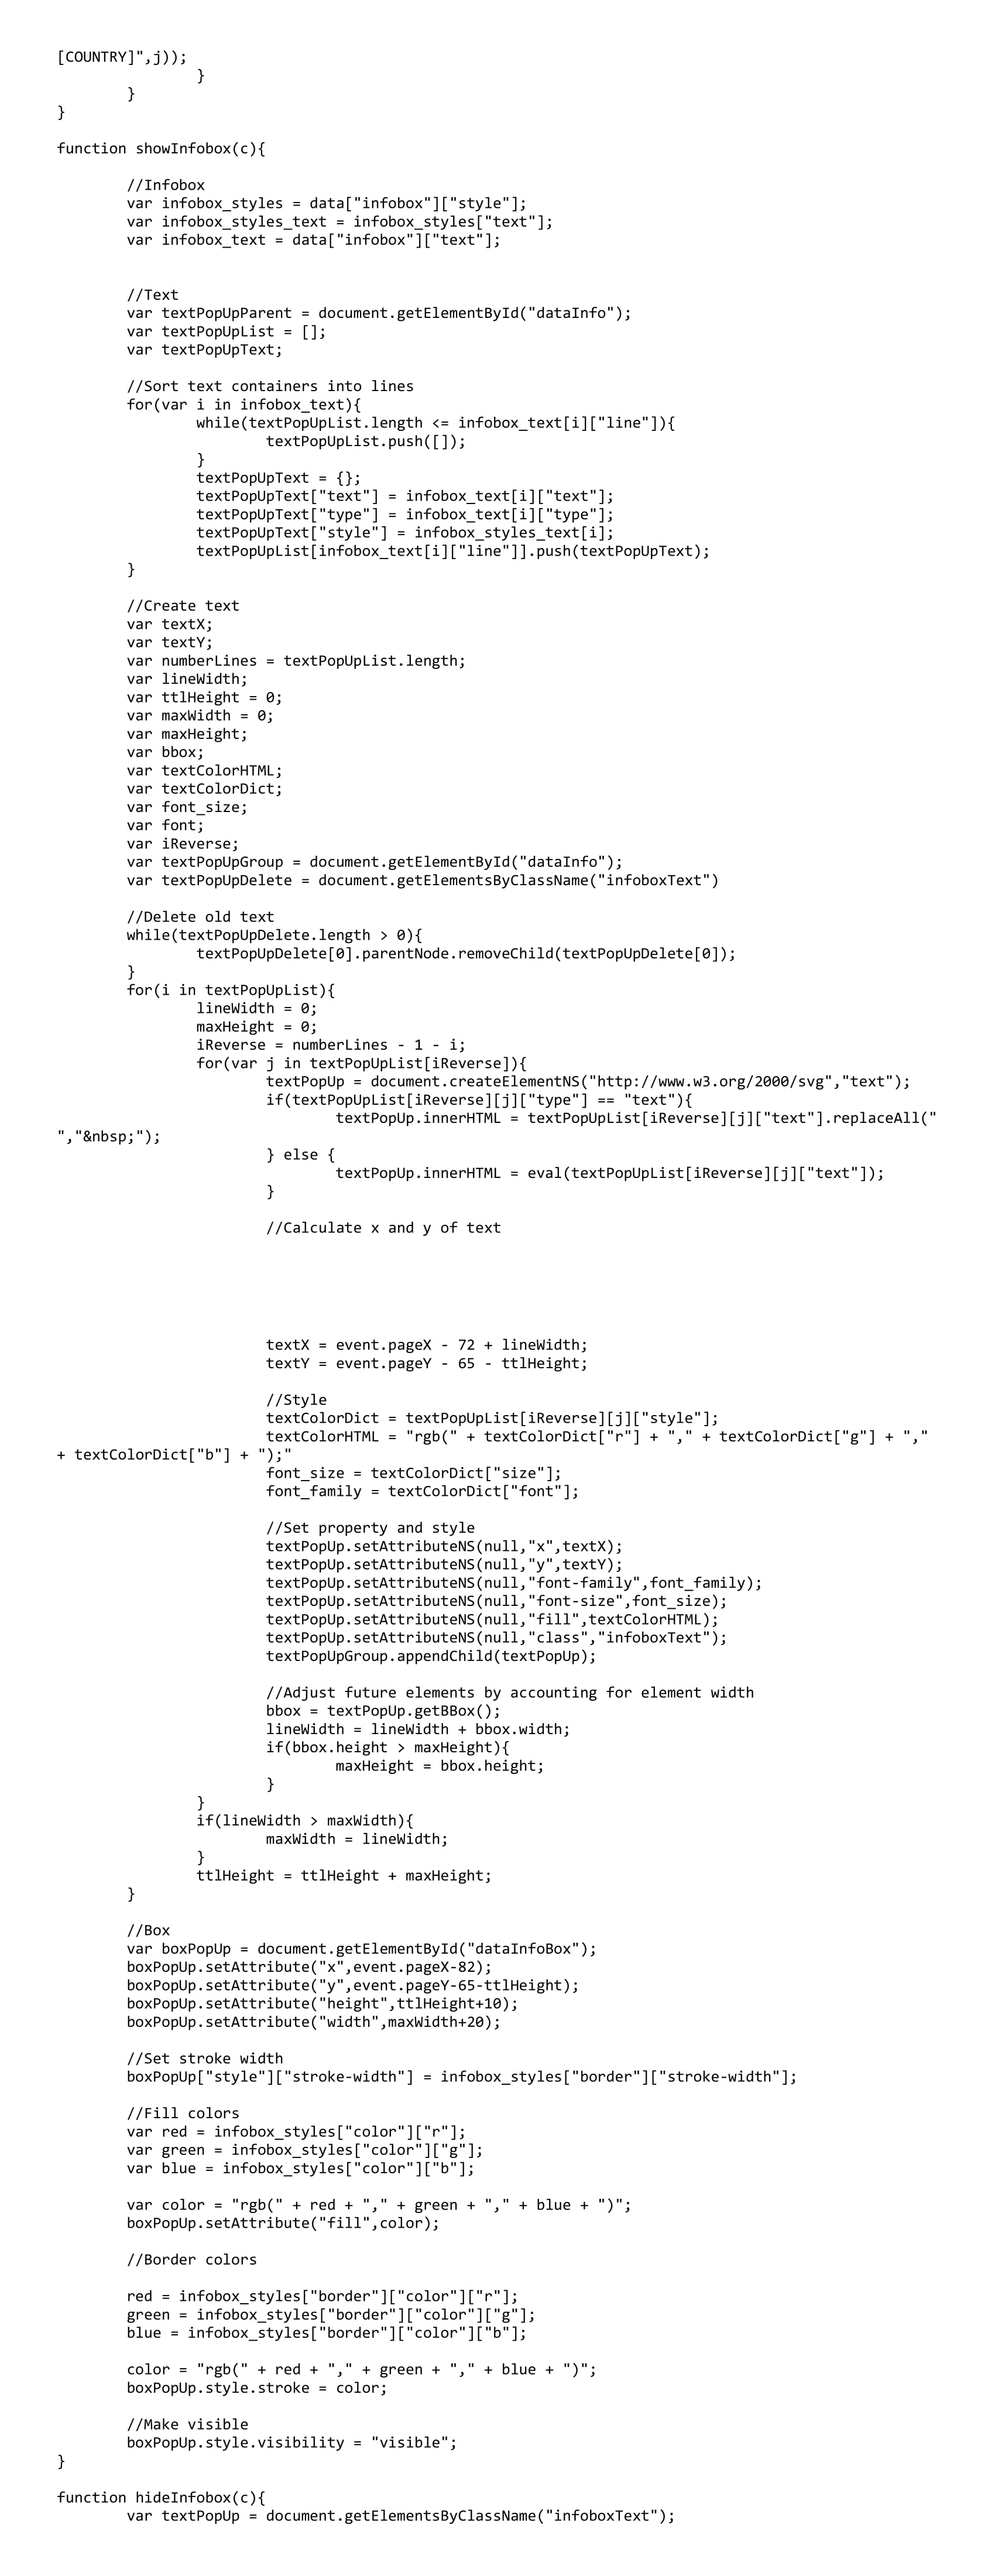 [COUNTRY]",j));
                }
        }
}

function showInfobox(c){

        //Infobox
        var infobox_styles = data["infobox"]["style"];
        var infobox_styles_text = infobox_styles["text"];
        var infobox_text = data["infobox"]["text"];


        //Text
        var textPopUpParent = document.getElementById("dataInfo");
        var textPopUpList = [];
        var textPopUpText;

        //Sort text containers into lines
        for(var i in infobox_text){
                while(textPopUpList.length <= infobox_text[i]["line"]){
                        textPopUpList.push([]);
                }
                textPopUpText = {};
                textPopUpText["text"] = infobox_text[i]["text"];
                textPopUpText["type"] = infobox_text[i]["type"];
                textPopUpText["style"] = infobox_styles_text[i];
                textPopUpList[infobox_text[i]["line"]].push(textPopUpText);
        }

        //Create text
        var textX;
        var textY;
        var numberLines = textPopUpList.length;
        var lineWidth;
        var ttlHeight = 0;
        var maxWidth = 0;
        var maxHeight;
        var bbox;
        var textColorHTML;
        var textColorDict;
        var font_size;
        var font;
        var iReverse;
        var textPopUpGroup = document.getElementById("dataInfo");
        var textPopUpDelete = document.getElementsByClassName("infoboxText")

        //Delete old text
        while(textPopUpDelete.length > 0){
                textPopUpDelete[0].parentNode.removeChild(textPopUpDelete[0]);
        }
        for(i in textPopUpList){
                lineWidth = 0;
                maxHeight = 0;
                iReverse = numberLines - 1 - i;
                for(var j in textPopUpList[iReverse]){
                        textPopUp = document.createElementNS("http://www.w3.org/2000/svg","text");
                        if(textPopUpList[iReverse][j]["type"] == "text"){
                                textPopUp.innerHTML = textPopUpList[iReverse][j]["text"].replaceAll("
","&nbsp;");
                        } else {
                                textPopUp.innerHTML = eval(textPopUpList[iReverse][j]["text"]);
                        }

                        //Calculate x and y of text

                        textX = event.pageX - 72 + lineWidth;
                        textY = event.pageY - 65 - ttlHeight;

                        //Style
                        textColorDict = textPopUpList[iReverse][j]["style"];
                        textColorHTML = "rgb(" + textColorDict["r"] + "," + textColorDict["g"] + ","
+ textColorDict["b"] + ");"
                        font_size = textColorDict["size"];
                        font_family = textColorDict["font"];

                        //Set property and style
                        textPopUp.setAttributeNS(null,"x",textX);
                        textPopUp.setAttributeNS(null,"y",textY);
                        textPopUp.setAttributeNS(null,"font-family",font_family);
                        textPopUp.setAttributeNS(null,"font-size",font_size);
                        textPopUp.setAttributeNS(null,"fill",textColorHTML);
                        textPopUp.setAttributeNS(null,"class","infoboxText");
                        textPopUpGroup.appendChild(textPopUp);

                        //Adjust future elements by accounting for element width
                        bbox = textPopUp.getBBox();
                        lineWidth = lineWidth + bbox.width;
                        if(bbox.height > maxHeight){
                                maxHeight = bbox.height;
                        }
                }
                if(lineWidth > maxWidth){
                        maxWidth = lineWidth;
                }
                ttlHeight = ttlHeight + maxHeight;
        }

        //Box
        var boxPopUp = document.getElementById("dataInfoBox");
        boxPopUp.setAttribute("x",event.pageX-82);
        boxPopUp.setAttribute("y",event.pageY-65-ttlHeight);
        boxPopUp.setAttribute("height",ttlHeight+10);
        boxPopUp.setAttribute("width",maxWidth+20);

        //Set stroke width
        boxPopUp["style"]["stroke-width"] = infobox_styles["border"]["stroke-width"];

        //Fill colors
        var red = infobox_styles["color"]["r"];
        var green = infobox_styles["color"]["g"];
        var blue = infobox_styles["color"]["b"];

        var color = "rgb(" + red + "," + green + "," + blue + ")";
        boxPopUp.setAttribute("fill",color);

        //Border colors

        red = infobox_styles["border"]["color"]["r"];
        green = infobox_styles["border"]["color"]["g"];
        blue = infobox_styles["border"]["color"]["b"];

        color = "rgb(" + red + "," + green + "," + blue + ")";
        boxPopUp.style.stroke = color;

        //Make visible
        boxPopUp.style.visibility = "visible";
}

function hideInfobox(c){
        var textPopUp = document.getElementsByClassName("infoboxText");